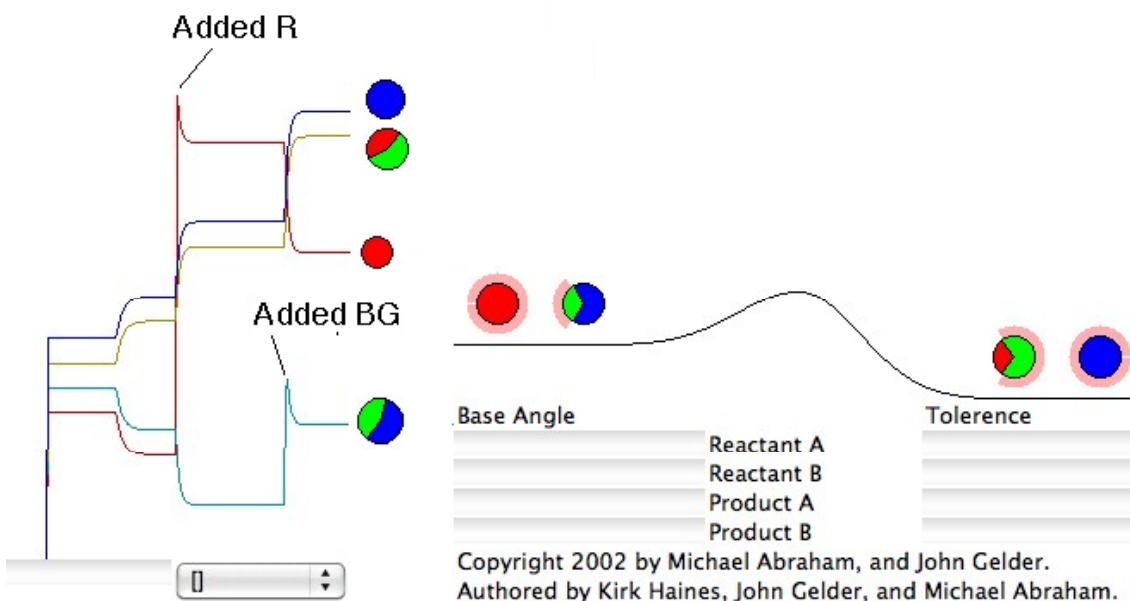 Added R
Added BG
[]
Base Angle
Tolerence
Reactant A
Reactant B
Product A
Product B
Copyright 2002 by Michael Abraham, and John Gelder.
Authored by Kirk Haines, John Gelder, and Michael Abraham.